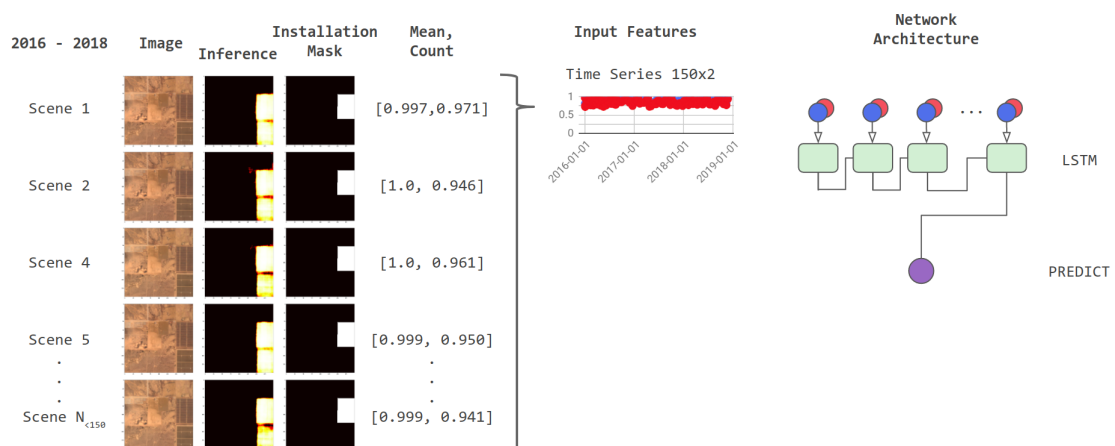 2016 - 2018
Image
Inference
Installation
Mask
Mean,
Count
Scene 1
[0.997,0.971]
Scene 2
[1.0, 0.946]
Scene 4
[1.0, 0.961]
Scene 5
[0.999, 0.950]
.
.
.
.
.
.
Scene N<150
[0.999, 0.941]
Input Features
Time Series 150x2
1
0.5
0
2016-01-01
2017-01-01
2018-01-01
2019-01-01
Network
Architecture
...
LSTM
PREDICT